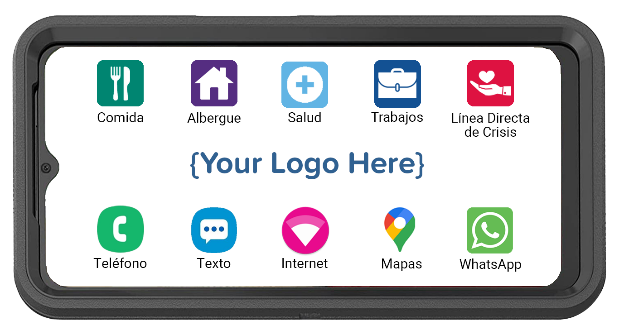 Comida
Albergue
Salud
Trabajos
Línea Directa
de Crisis
{Your Logo Here}
Teléfono
Texto
Internet
Mapas
WhatsApp